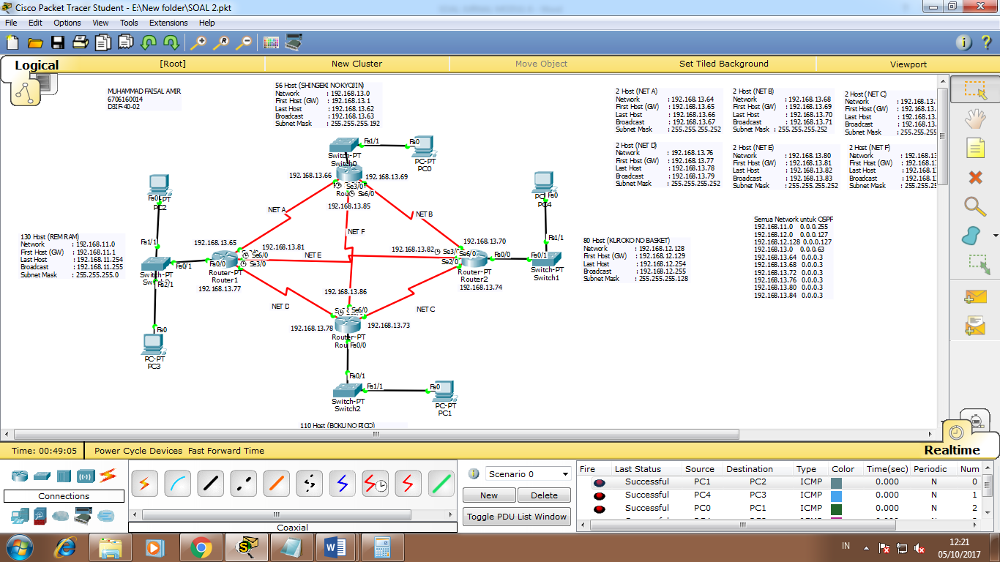 Cisco Packet Tracer Student - E:\New folder\SOAL 2.pkt
File Edit Options View Tools Extensions Help
Logical [Root] New Cluster Move Object Set Tiled Background Viewport
MUHAMMAD FAISAL AMIR
6706160014
D3IF-40-02
56 Host (SHINGEKI NO KYOJIN)
Network : 192.168.13.0
First Host (GW) : 192.168.13.1
Last Host : 192.168.13.62
Broadcast : 192.168.13.63
Subnet Mask : 255.255.255.192
2 Host (NET A)
Network : 192.168.13.64
First Host (GW) : 192.168.13.65
Last Host : 192.168.13.66
Broadcast : 192.168.13.67
Subnet Mask : 255.255.255.252
2 Host (NET B)
Network : 192.168.13.68
First Host (GW) : 192.168.13.69
Last Host : 192.168.13.70
Broadcast : 192.168.13.71
Subnet Mask : 255.255.255.252
2 Host (NET C)
Network : 192.168.13.
First Host (GW) : 192.168.13.
Last Host : 192.168.13.
Broadcast : 192.168.13.
Subnet Mask : 255.255.255.
2 Host (NET D)
Network : 192.168.13.76
First Host (GW) : 192.168.13.77
Last Host : 192.168.13.78
Broadcast : 192.168.13.79
Subnet Mask : 255.255.255.252
2 Host (NET E)
Network : 192.168.13.80
First Host (GW) : 192.168.13.81
Last Host : 192.168.13.82
Broadcast : 192.168.13.83
Subnet Mask : 255.255.255.252
2 Host (NET F)
Network : 192.168.13.
First Host (GW) : 192.168.13.
Last Host : 192.168.13.
Broadcast : 192.168.1
Subnet Mask : 255.255.2
Fa1/1 Fa0
Switch-PT
Switch0
PC-PT
PC0
192.168.13.66 192.168.13.69
Se3/0
Se6/0
192.168.13.85
NET A
NET B
NET F
Fa0
PC2
Fa0
PC4
130 Host (REM RAM)
Network : 192.168.11.0
First Host (GW) : 192.168.11.1
Last Host : 192.168.11.254
Broadcast : 192.168.11.255
Subnet Mask : 255.255.255.0
Fa1/1
Fa0/1
Switch-PT
Fa2/1
192.168.13.65
192.168.13.81
Fa0/0 Se6/0
Se3/0
Router-PT
Router1
192.168.13.77
NET E
192.168.13.82
192.168.13.70
Se3/0 Se6/0
Se2/0
Fa0/0
Router-PT
Router2
192.168.13.74
Fa1/1
Fa0/1
Switch-PT
Switch1
80 Host (KUROKO NO BASKET)
Network : 192.168.12.128
First Host (GW) : 192.168.12.129
Last Host : 192.168.12.254
Broadcast : 192.168.12.255
Subnet Mask : 255.255.255.128
Semua Network untuk OSPF
192.168.11.0 0.0.0.255
192.168.12.0 0.0.0.127
192.168.12.128 0.0.0.127
192.168.13.0 0.0.0.63
192.168.13.64 0.0.0.3
192.168.13.68 0.0.0.3
192.168.13.72 0.0.0.3
192.168.13.76 0.0.0.3
192.168.13.80 0.0.0.3
192.168.13.84 0.0.0.3
192.168.13.86
NET D
NET C
Se6/0
192.168.13.78 192.168.13.73
Router-PT
Fa0/0
Fa0
PC-PT
PC3
Fa0/1
Fa1/1 Fa0
Switch-PT
Switch2
PC-PT
PC1
110 Host (BOKU NO PICO)
Time: 00:49:05 Power Cycle Devices Fast Forward Time Realtime
Connections
Coaxial
Scenario 0
New Delete
Toggle PDU List Window
Fire Last Status Source Destination Type Color Time(sec) Periodic Num
Successful PC1 PC2 ICMP 0.000 N 0
Successful PC4 PC3 ICMP 0.000 N 1
Successful PC0 PC1 ICMP 0.000 N 2
IN
12:21
05/10/2017